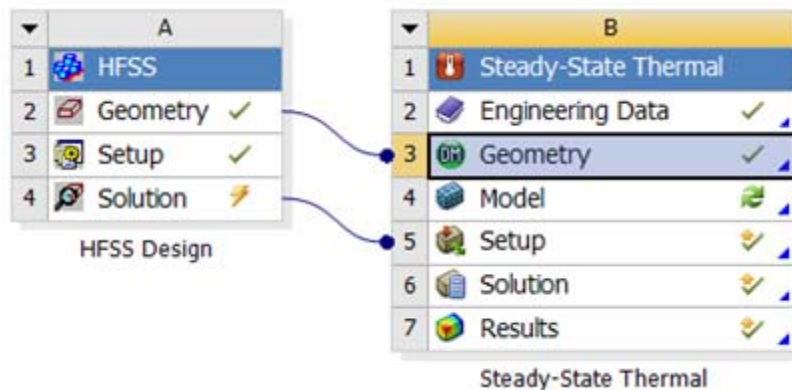 A
1 HFSS
2 Geometry
3 Setup
4 Solution
HFSS Design
B
1 Steady-State Thermal
2 Engineering Data
3 DM Geometry
4 Model
5 Setup
6 Solution
7 Results
Steady-State Thermal